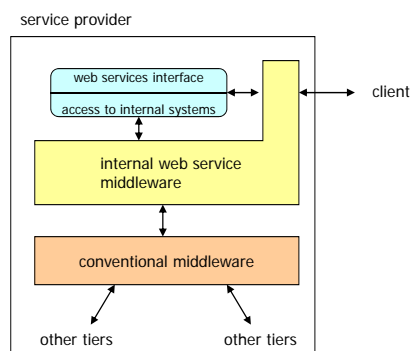 service provider
web services interface
access to internal systems
client
internal web service
middleware
conventional middleware
other tiers
other tiers